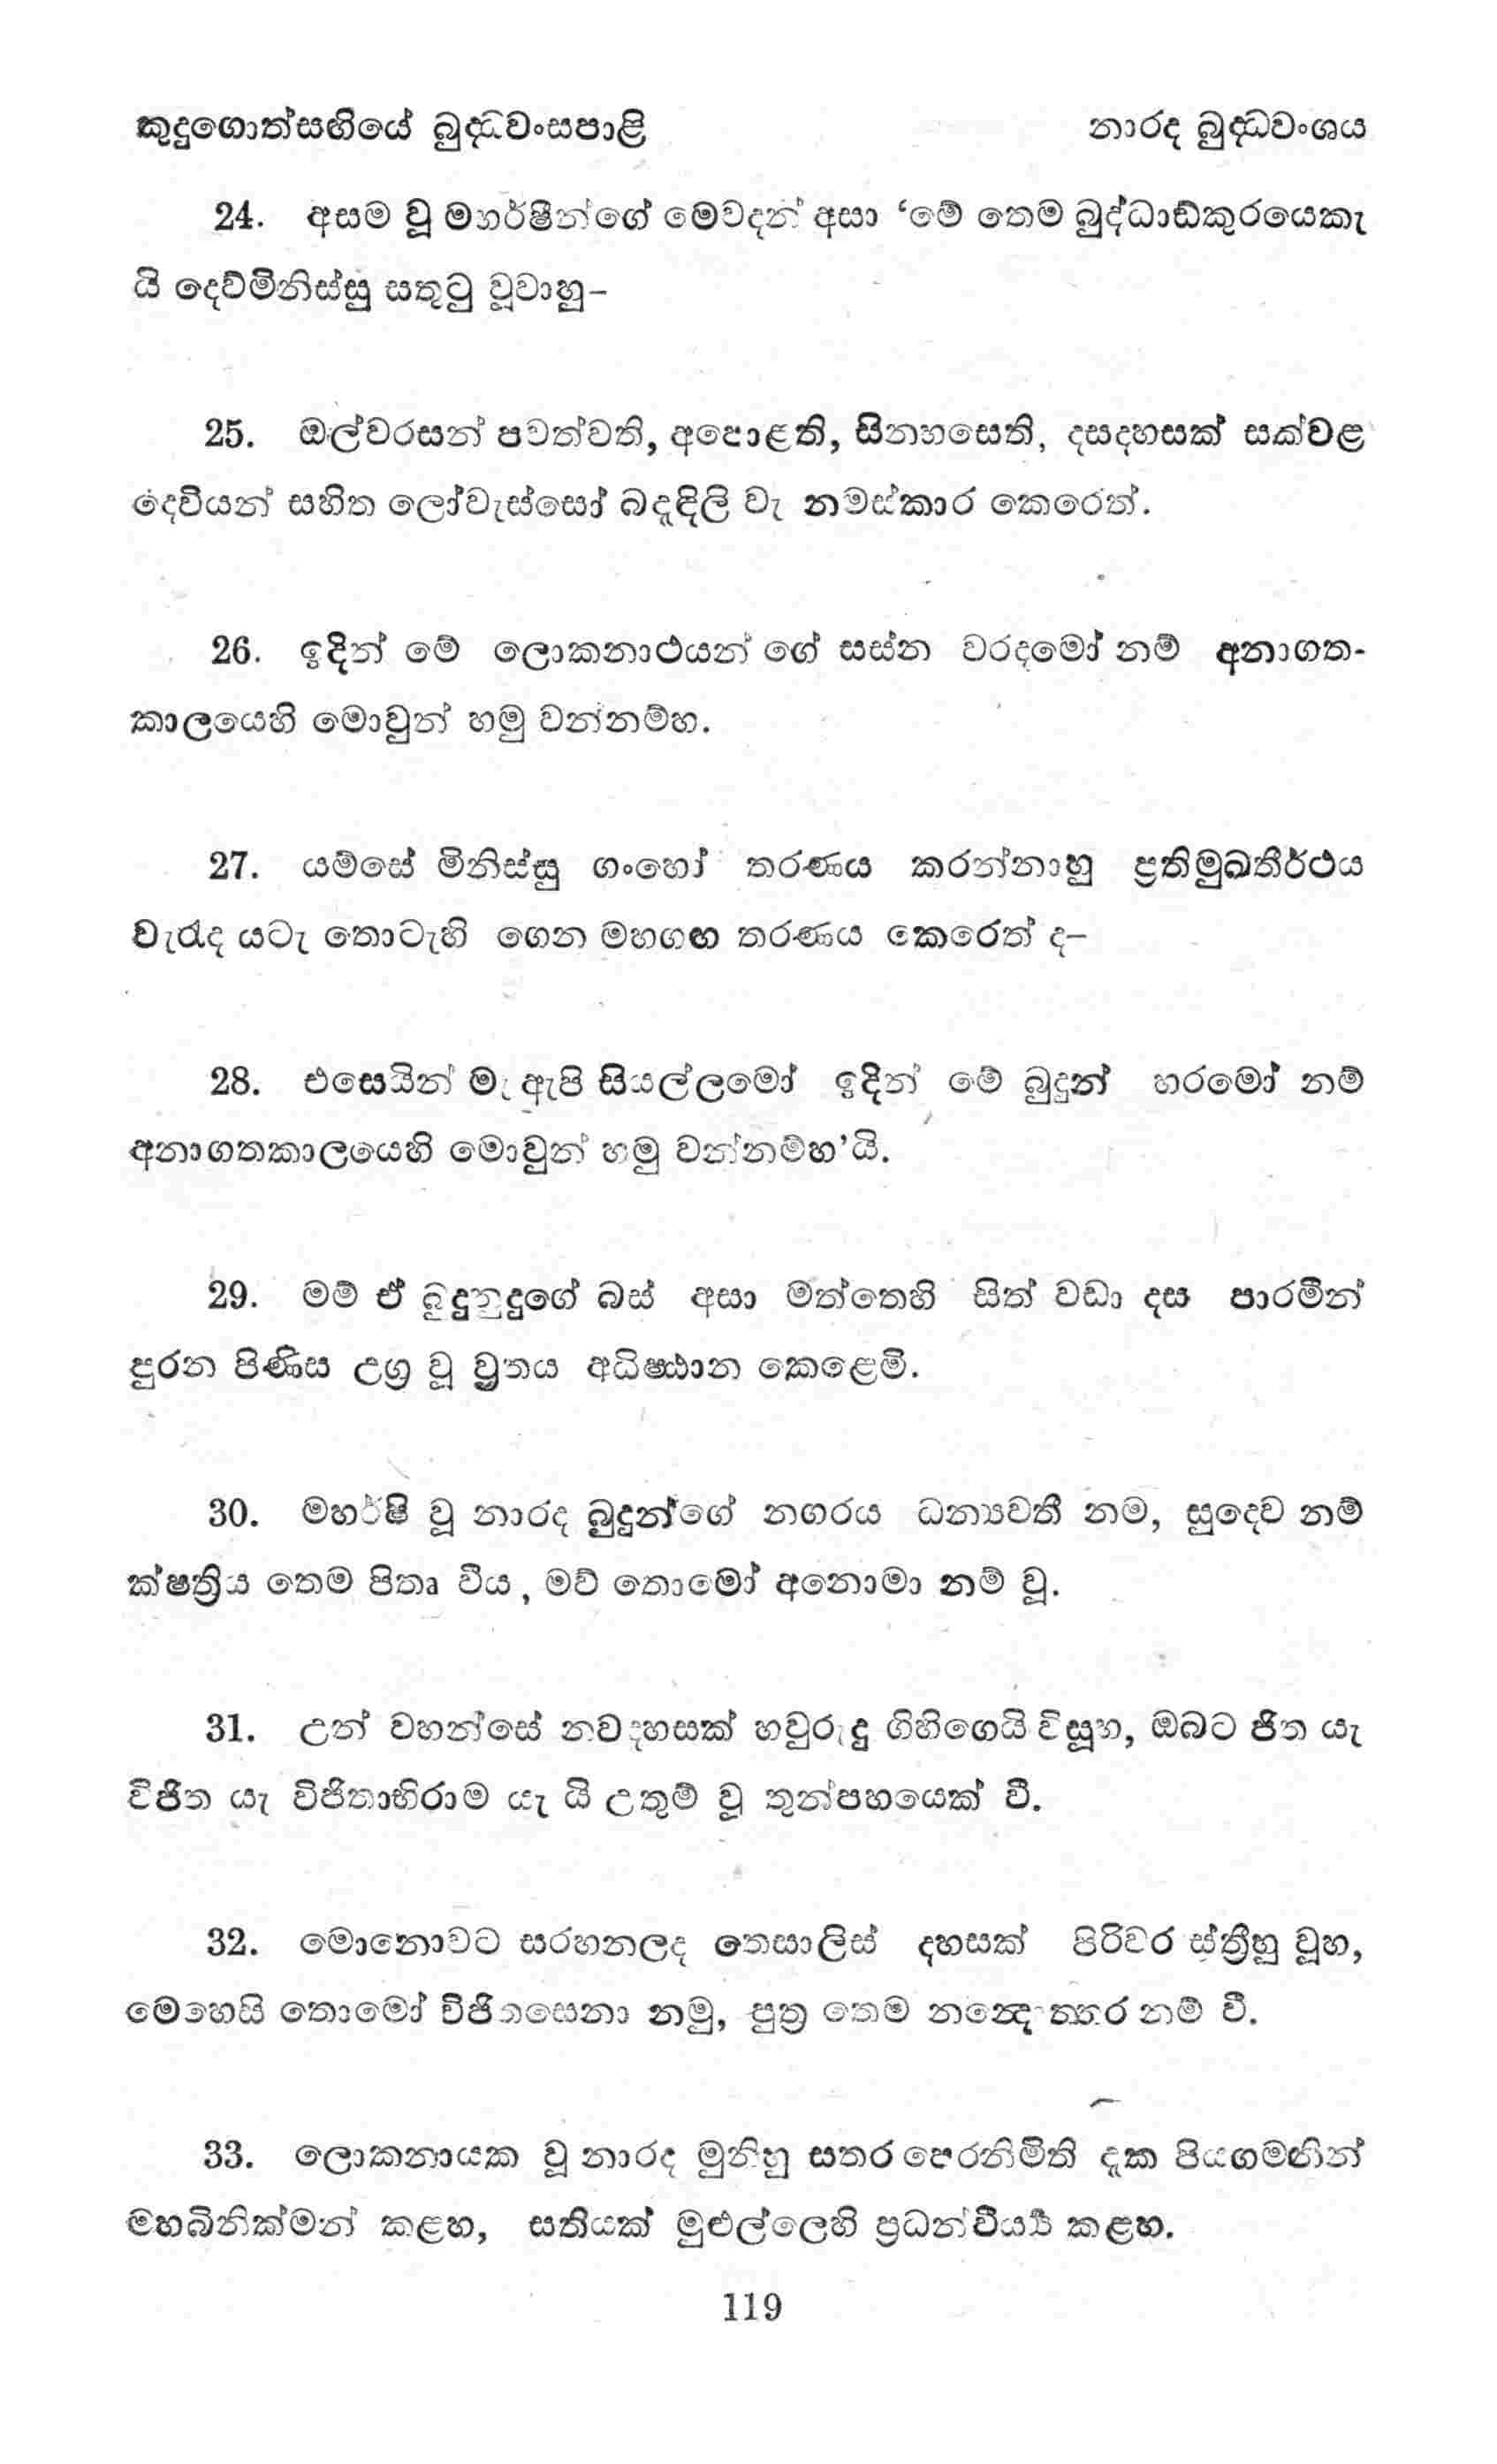 කුදුගොත්සඟියේ බුද්ධවංසපාළි නාරද බුද්ධවංශය
24. අසම වූ මහර්ෂීන්ගේ මෙවදන් අසා ‘මේ තෙම බුද්ධාඞ්කුරයෙකැ
යි දෙව්මිනිස්සු සතුටු වූවාහු–
25. ඔල්වරසන් පවත්වති, අපොළති, සිනහසෙති, දසදහසක් සක්වළ
දෙවියන් සහිත ලෝවැස්සෝ බදැඳිලි වැ නමස්කාර කෙරෙත්.
26. ඉදින් මේ ලොකනාථයන් ගේ සස්න වරදමෝ නම් අනාගත-
කාලයෙහි මොවුන් හමු වන්නම්හ.
27. යම්සේ මිනිස්සු ගංහෝ තරණය කරන්නාහු ප්‍රතිමුඛතීර්ථය
වැරැද යටැ තොටැහි ගෙන මහගඟ තරණය කෙරෙත් ද–
28. එසෙයින් මැ ඇපි සියල්ලමෝ ඉදින් මේ බුදුන් හරමෝ නම්
අනාගතකාලයෙහි මොවුන් හමු වන්නම්හ’යි.
29. මම් ඒ බුදුනුදුගේ බස් අසා මත්තෙහි සිත් වඩා දස පාරමීන්
පුරන පිණිස උග්‍ර වූ ව්‍රතය අධිෂ්ඨාන කෙළෙමි.
30. මහර්ෂි වූ නාරද බුදුන්ගේ නගරය ධන්‍යවතී නම, සුදෙව නම්
ක්ෂත්‍රිය තෙම පිතෘ වීය, මව් තොමෝ අනොමා නම් වූ.
31. උන් වහන්සේ නවදහසක් හවුරුදු ගිහිගෙයි විසූහ, ඔබට ජිත යැ
විජිත යැ විජිතාභිරාම යැ යි උතුම් වූ තුන්පහයෙක් වී.
32. මොනොවට සරහනලද තෙසාලිස් දහසක් පිරිවර ස්ත්‍රීහු වූහ,
මෙහෙසි තොමෝ විජිතසෙනා නමු, පුත්‍ර තෙම නන්දෙත්තර නම් වී.
33. ලොකනායක වූ නාරද මුනිහු සතර පෙරනිමිති දැක පියගමඟින්
මහබිනික්මන් කළහ, සතියක් මුළුල්ලෙහි ප්‍රධන්වීර්‍ය්‍ය කළහ.
119